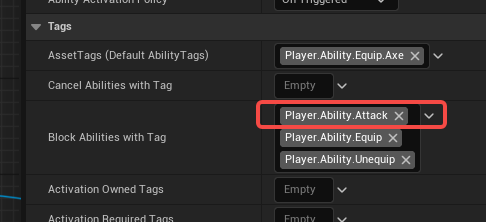 Ability Activation Policy
On Triggered
Tags
AssetTags (Default AbilityTags)
Player.Ability.Equip.Axe
Cancel Abilities with Tag
Empty
Block Abilities with Tag
Player.Ability.Attack
Player.Ability.Equip
Player.Ability.Unequip
Activation Owned Tags
Empty
Activation Required Tags
Empty